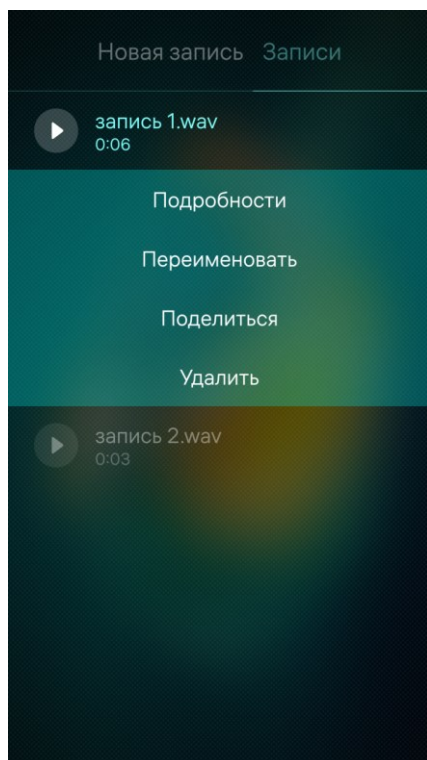 Новая запись Записи
запись 1.wav
0:06
Подробности
Переименовать
Поделиться
Удалить
запись 2.wav
0:03